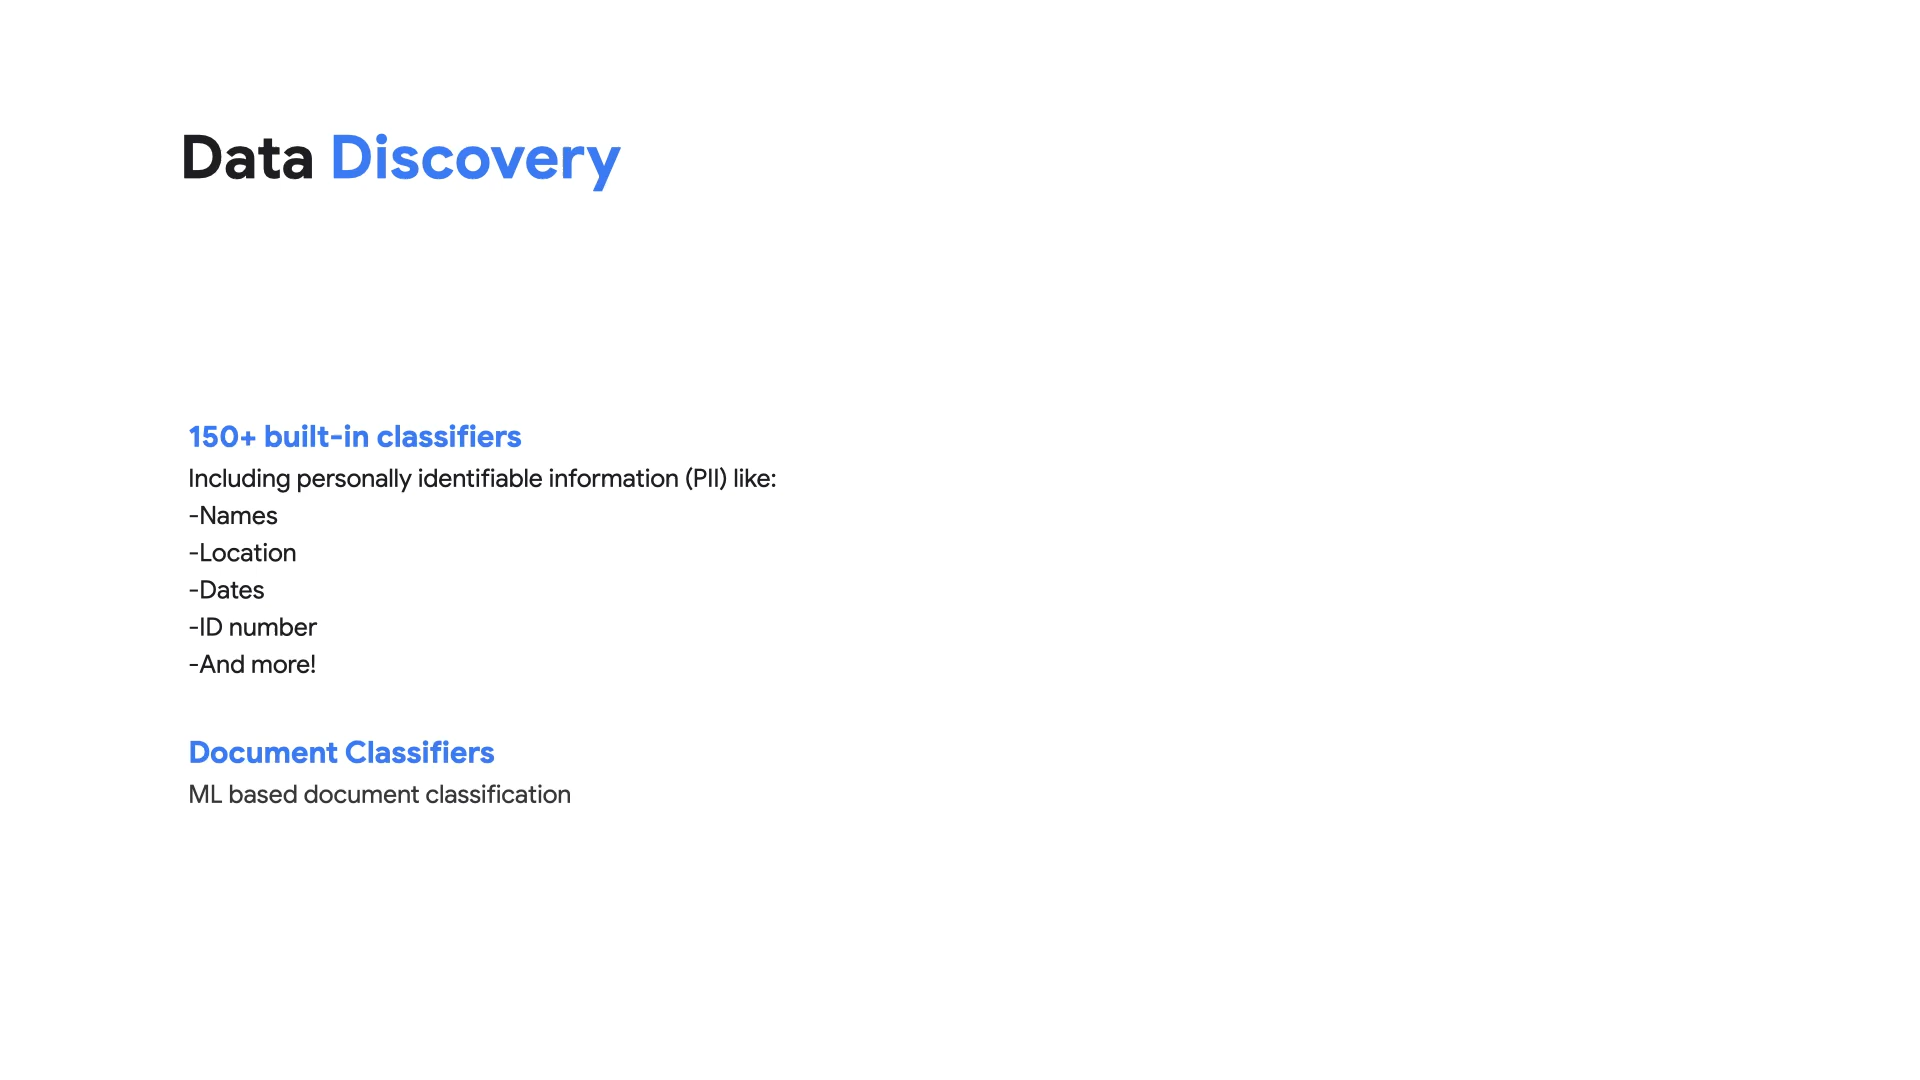 Data Discovery
150+ built-in classifiers
Including personally identifiable information (PII) like:
-Names
-Location
-Dates
-ID number
-And more!
Document Classifiers
ML based document classification